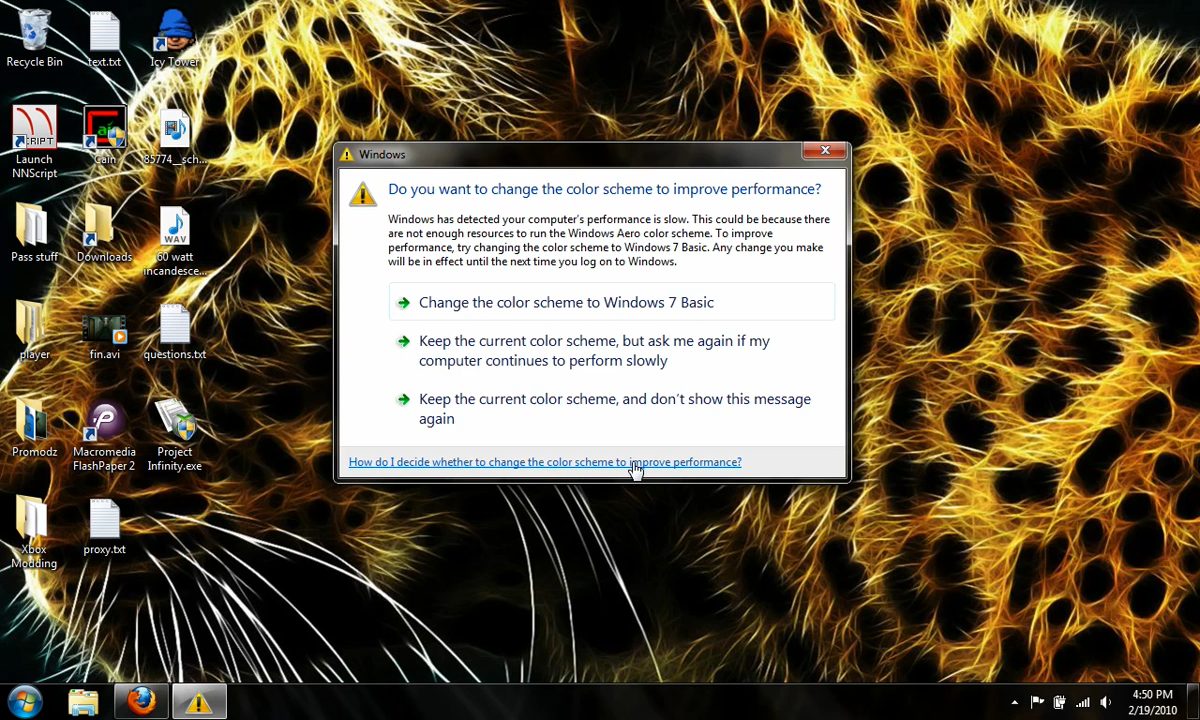 Recycle Bin
text.txt
Icy Tower
Launch
NNScript
Cain
85774__sch...
Pass stuff
Downloads
60 watt
incandesce...
WAV
player
fin.avi
questions.txt
Promodz
Macromedia
FlashPaper 2
Project
Infinity.exe
Xbox
Modding
proxy.txt
Windows
Do you want to change the color scheme to improve performance?
Windows has detected your computer's performance is slow. This could be because there
are not enough resources to run the Windows Aero color scheme. To improve
performance, try changing the color scheme to Windows 7 Basic. Any change you make
will be in effect until the next time you log on to Windows.
Change the color scheme to Windows 7 Basic
Keep the current color scheme, but ask me again if my
computer continues to perform slowly
Keep the current color scheme, and don't show this message
again
How do I decide whether to change the color scheme to improve performance?
4:50 PM
2/19/2010